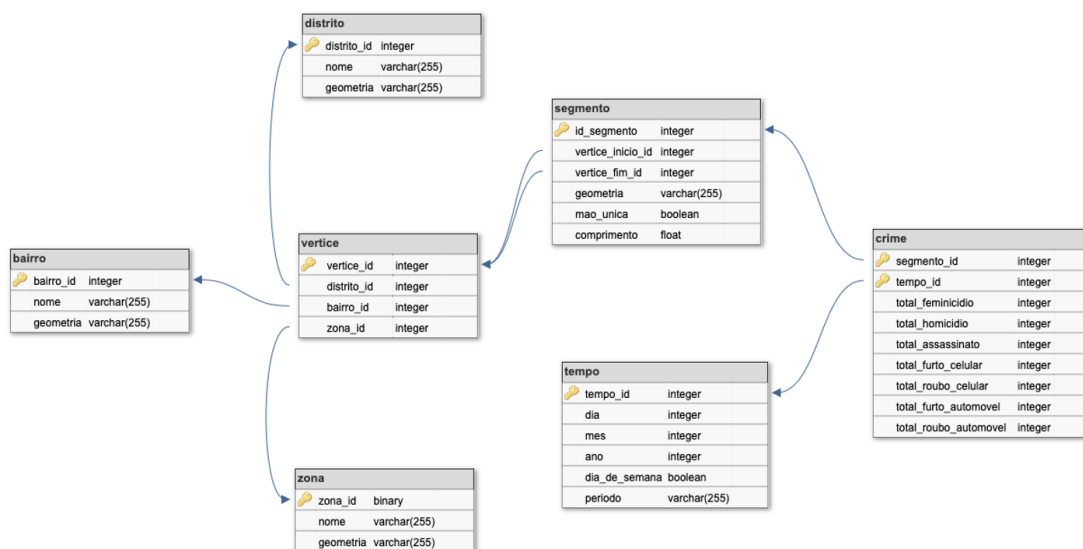 distrito
distrito_id integer
nome varchar(255)
geometria varchar(255)
segmento
id_segmento integer
vertice_inicio_id integer
vertice_fim_id integer
geometria varchar(255)
mao_unica boolean
comprimento float
bairro
bairro_id integer
nome varchar(255)
geometria varchar(255)
vertice
vertice_id integer
distrito_id integer
bairro_id integer
zona_id integer
crime
segmento_id integer
tempo_id integer
total_feminicidio integer
total_homicidio integer
total_assassinato integer
total_furto_celular integer
total_roubo_celular integer
total_furto_automovel integer
total_roubo_automovel integer
tempo
tempo_id integer
dia integer
mes integer
ano integer
dia_de_semana boolean
periodo varchar(255)
zona
zona_id binary
nome varchar(255)
geometria varchar(255)